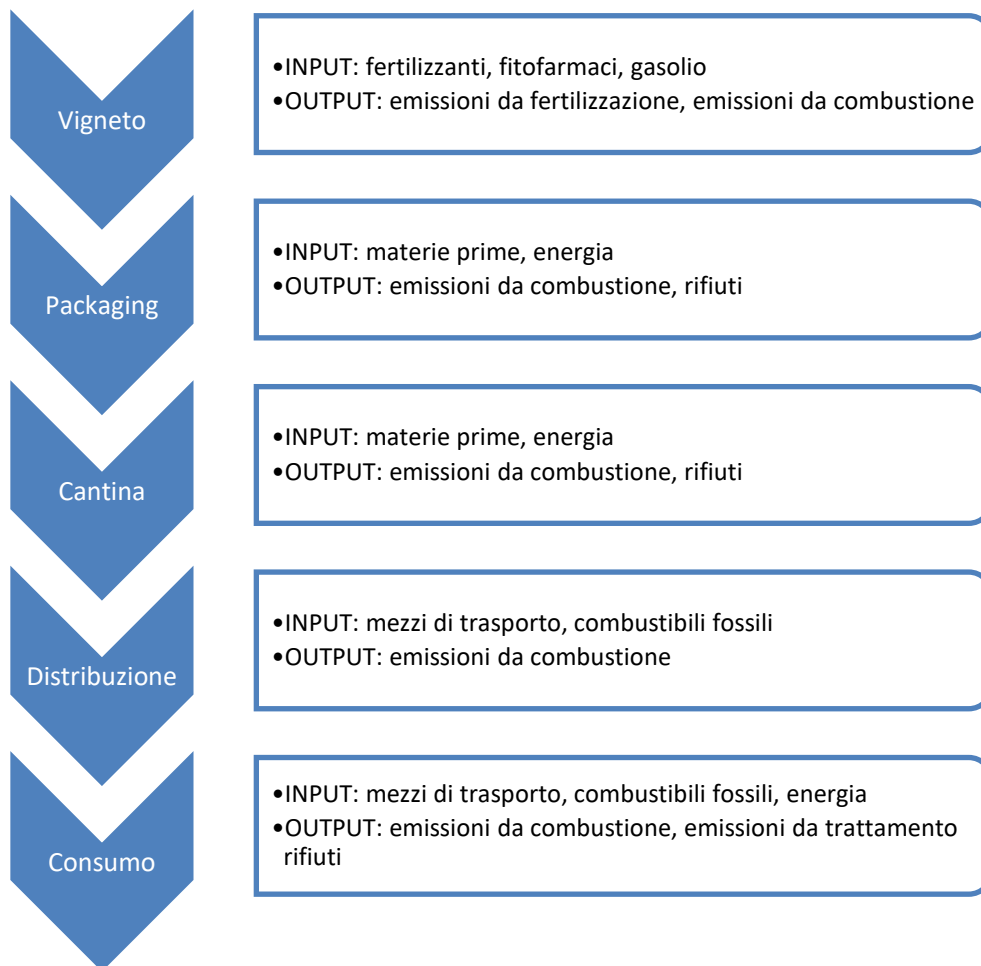 Vigneto
•INPUT: fertilizzanti, fitofarmaci, gasolio
•OUTPUT: emissioni da fertilizzazione, emissioni da combustione
Packaging
•INPUT: materie prime, energia
•OUTPUT: emissioni da combustione, rifiuti
Cantina
•INPUT: materie prime, energia
•OUTPUT: emissioni da combustione, rifiuti
Distribuzione
•INPUT: mezzi di trasporto, combustibili fossili
•OUTPUT: emissioni da combustione
Consumo
•INPUT: mezzi di trasporto, combustibili fossili, energia
•OUTPUT: emissioni da combustione, emissioni da trattamento
rifiuti